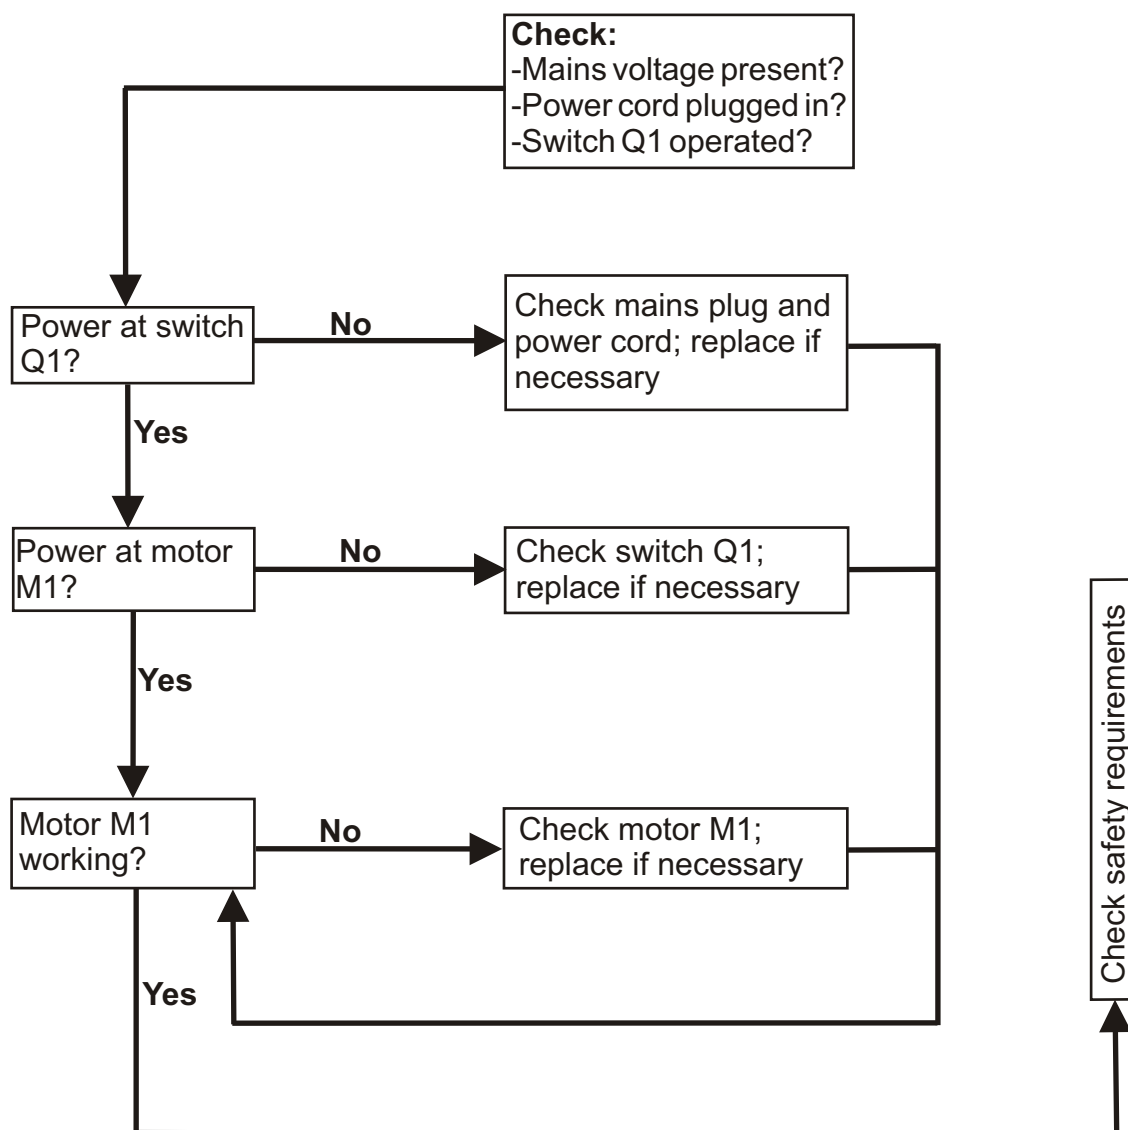 Check:
-Mains voltage present?
-Power cord plugged in?
-Switch Q1 operated?
Power at switch
Q1?
No
Check mains plug and
power cord; replace if
necessary
Yes
Power at motor
M1?
No
Check switch Q1;
replace if necessary
Yes
Motor M1
working?
No
Check motor M1;
replace if necessary
Yes
Check safety requirements